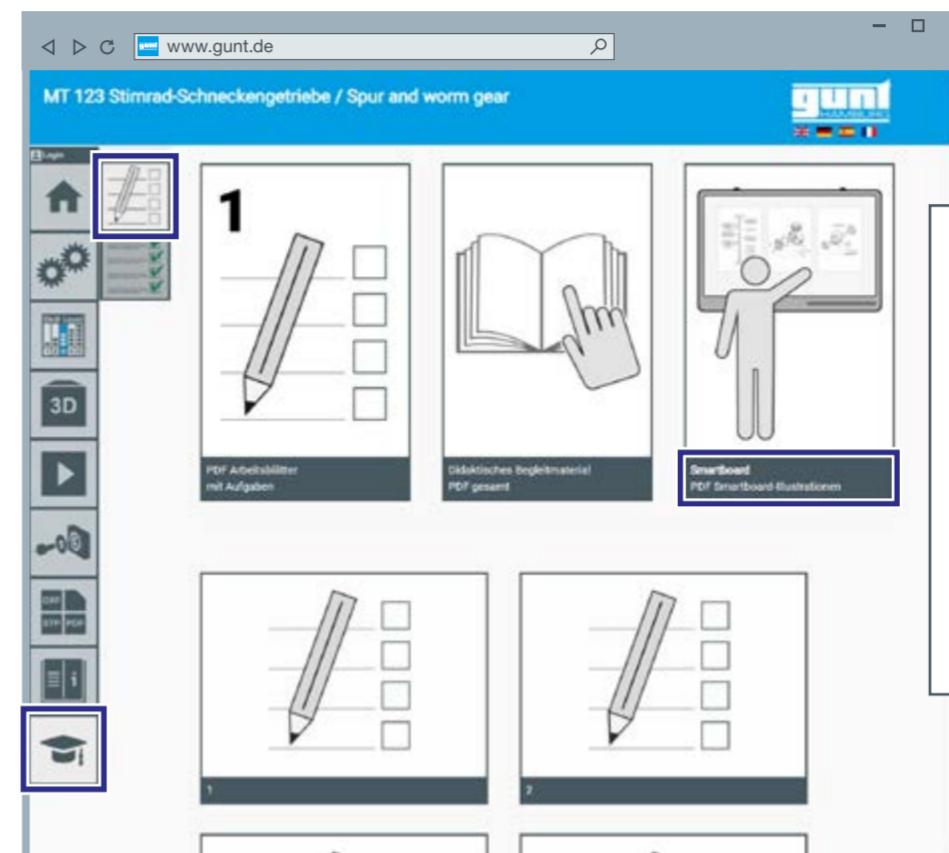 www.gunt.de
MT 123 Stirnrad-Schneckengetriebe / Spur and worm gear
gunt
HAMBURG
Login
1
3D
PDF Arbeitsblätter
mit Aufgaben
Didaktisches Begleitmaterial
PDF gesamt
Smartboard
PDF Smartboard-Illustrationen
DXF
STP PDF
i
1
2